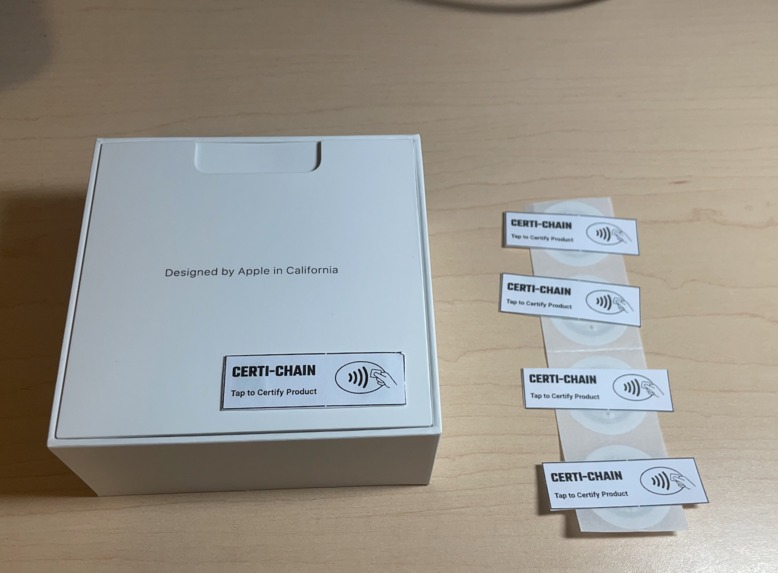 Designed by Apple in California
CERTI-CHAIN
Tap to Certify Product
CERTI-CHAIN
Tap to Certify Product
CERTI-CHAIN
Tap to Certify Product
CERTI-CHAIN
Tap to Certify Product
CERTI-CHAIN
Tap to Certify Product